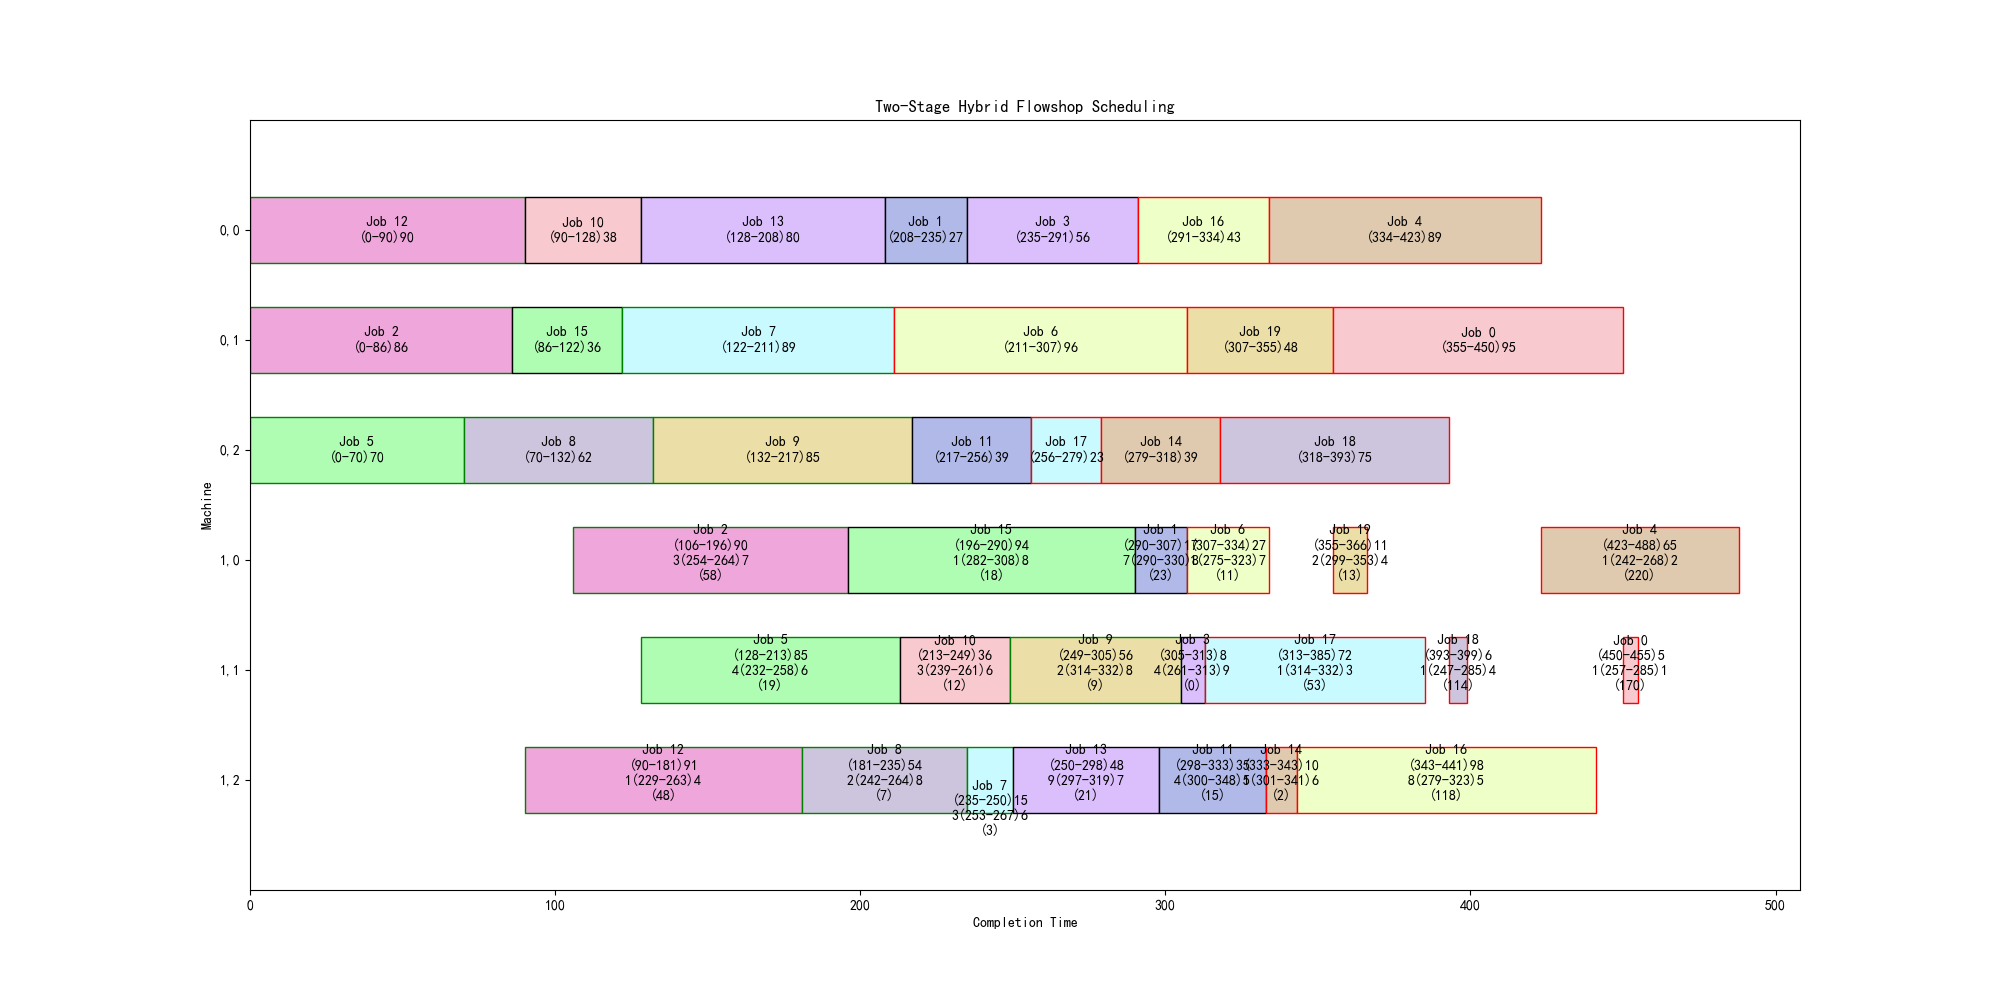 Two-Stage Hybrid Flowshop Scheduling
Machine
0,0
Job 12
(0-90)90
Job 10
(90-128)38
Job 13
(128-208)80
Job 1
(208-235)27
Job 3
(235-291)56
Job 16
(291-334)43
Job 4
(334-423)89
0,1
Job 2
(0-86)86
Job 15
(86-122)36
Job 7
(122-211)89
Job 6
(211-307)96
Job 19
(307-355)48
Job 0
(355-450)95
0,2
Job 5
(0-70)70
Job 8
(70-132)62
Job 9
(132-217)85
Job 11
(217-256)39
Job 17
(256-279)23
Job 14
(279-318)39
Job 18
(318-393)75
1,0
Job 2
(106-196)90
3(254-264)7
(58)
Job 15
(196-290)94
1(282-308)8
(18)
Job 1
(290-307)17
7(290-330)8
(23)
Job 6
(307-334)27
(275-323)7
(11)
Job 19
(355-366)11
2(299-353)4
(13)
Job 4
(423-488)65
1(242-268)2
(220)
1,1
Job 5
(128-213)85
4(232-258)6
(19)
Job 10
(213-249)36
3(239-261)6
(12)
Job 9
(249-305)56
2(314-332)8
(9)
Job 3
(305-313)8
4(261-313)9
(0)
Job 17
(313-385)72
1(314-332)3
(53)
Job 18
(393-399)6
1(247-285)4
(114)
Job 0
(450-455)5
1(257-285)1
(170)
1,2
Job 12
(90-181)91
1(229-263)4
(48)
Job 8
(181-235)54
2(242-264)8
(7)
Job 7
(235-250)15
3(253-267)6
(3)
Job 13
(250-298)48
9(297-319)7
(21)
Job 11
(298-333)35
4(300-348)
(15)
Job 14
(333-343)10
(301-341)6
(2)
Job 16
(343-441)98
8(279-323)5
(118)
0
100
200
300
400
500
Completion Time